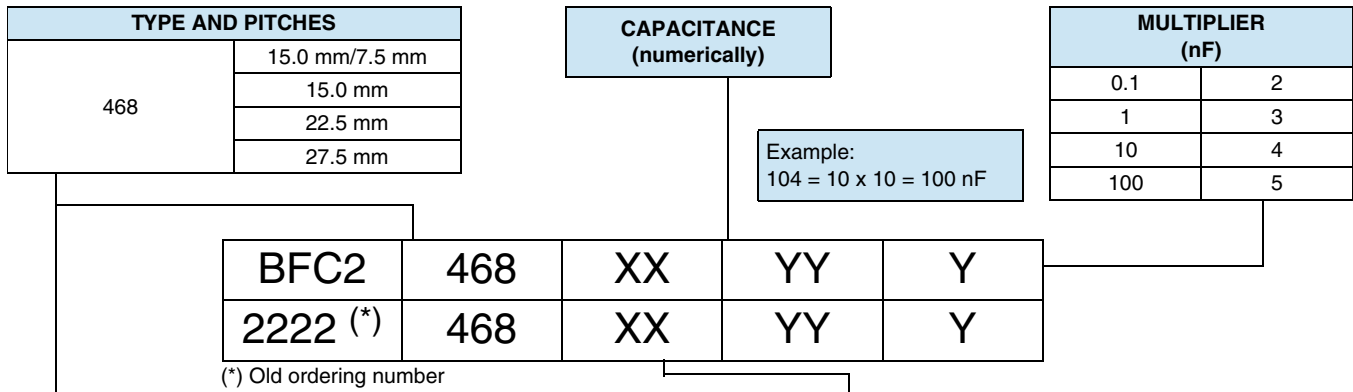 TYPE AND PITCHES
468
15.0 mm/7.5 mm
15.0 mm
22.5 mm
27.5 mm
CAPACITANCE
(numerically)
Example:
104 = 10 x 10 = 100 nF
MULTIPLIER
(nF)
0.1 2
1 3
10 4
100 5
BFC2 468 XX YY Y
2222 (*) 468 XX YY Y
(*) Old ordering number